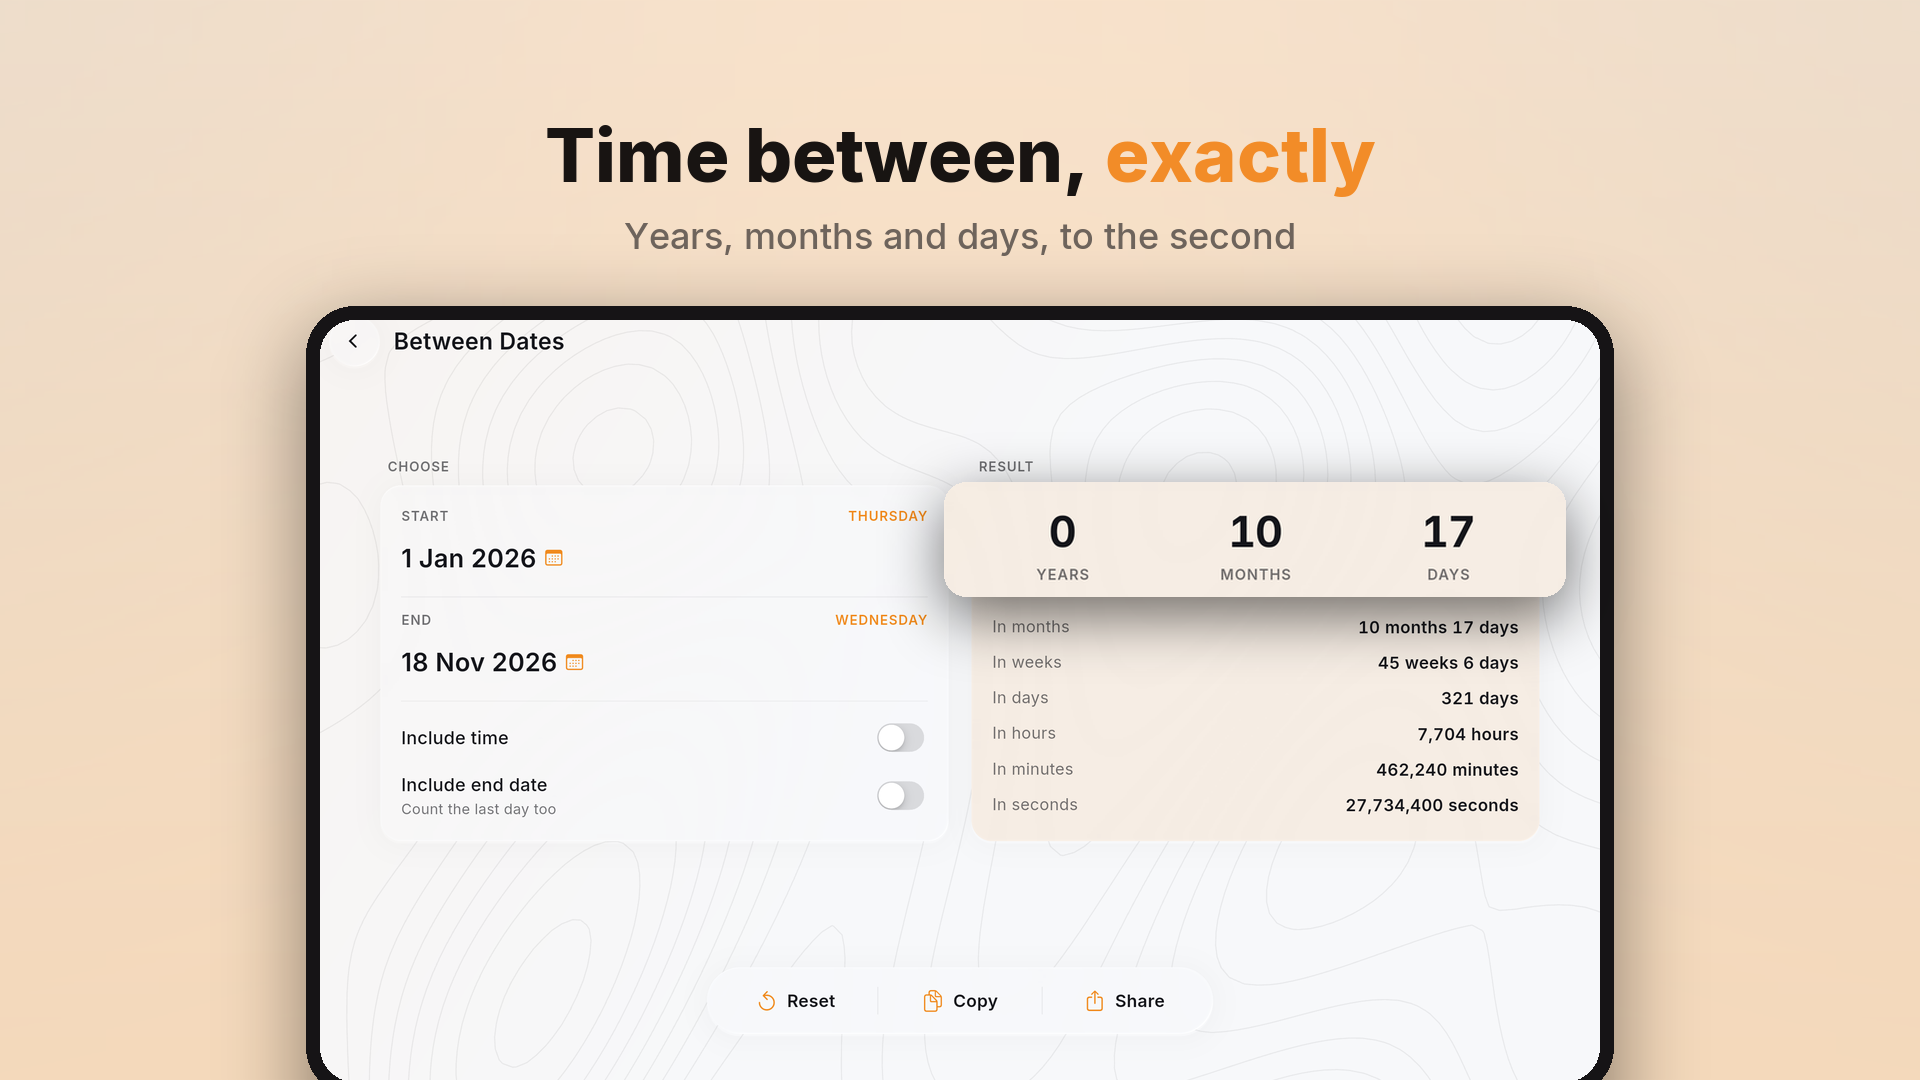 Time between, exactly
Years, months and days, to the second
Between Dates
CHOOSE
START THURSDAY
1 Jan 2026
END WEDNESDAY
18 Nov 2026
Include time
Include end date
Count the last day too
RESULT
0 10 17
YEARS MONTHS DAYS
In months 10 months 17 days
In weeks 45 weeks 6 days
In days 321 days
In hours 7,704 hours
In minutes 462,240 minutes
In seconds 27,734,400 seconds
Reset Copy Share